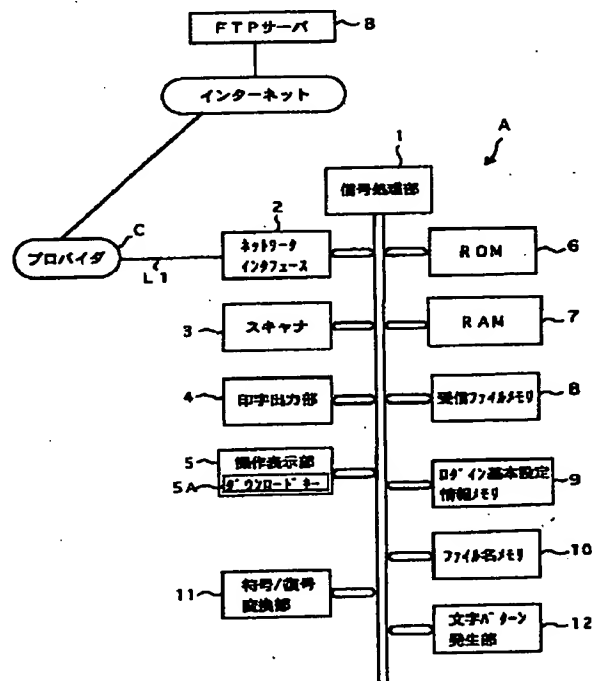 FTPサーバ B
インターネット
A
1
信号処理部
C
プロバイダ
L1
2
ネットワーク
インタフェース
ROM 6
3 スキャナ
RAM 7
4 印字出力部
受信ファイルメモリ 8
5 操作表示部
5A ダウンロードキー
ログイン基本設定
情報メモリ 9
ファイル名メモリ 10
11 符号/復号
変換部
文字パターン
発生部 12